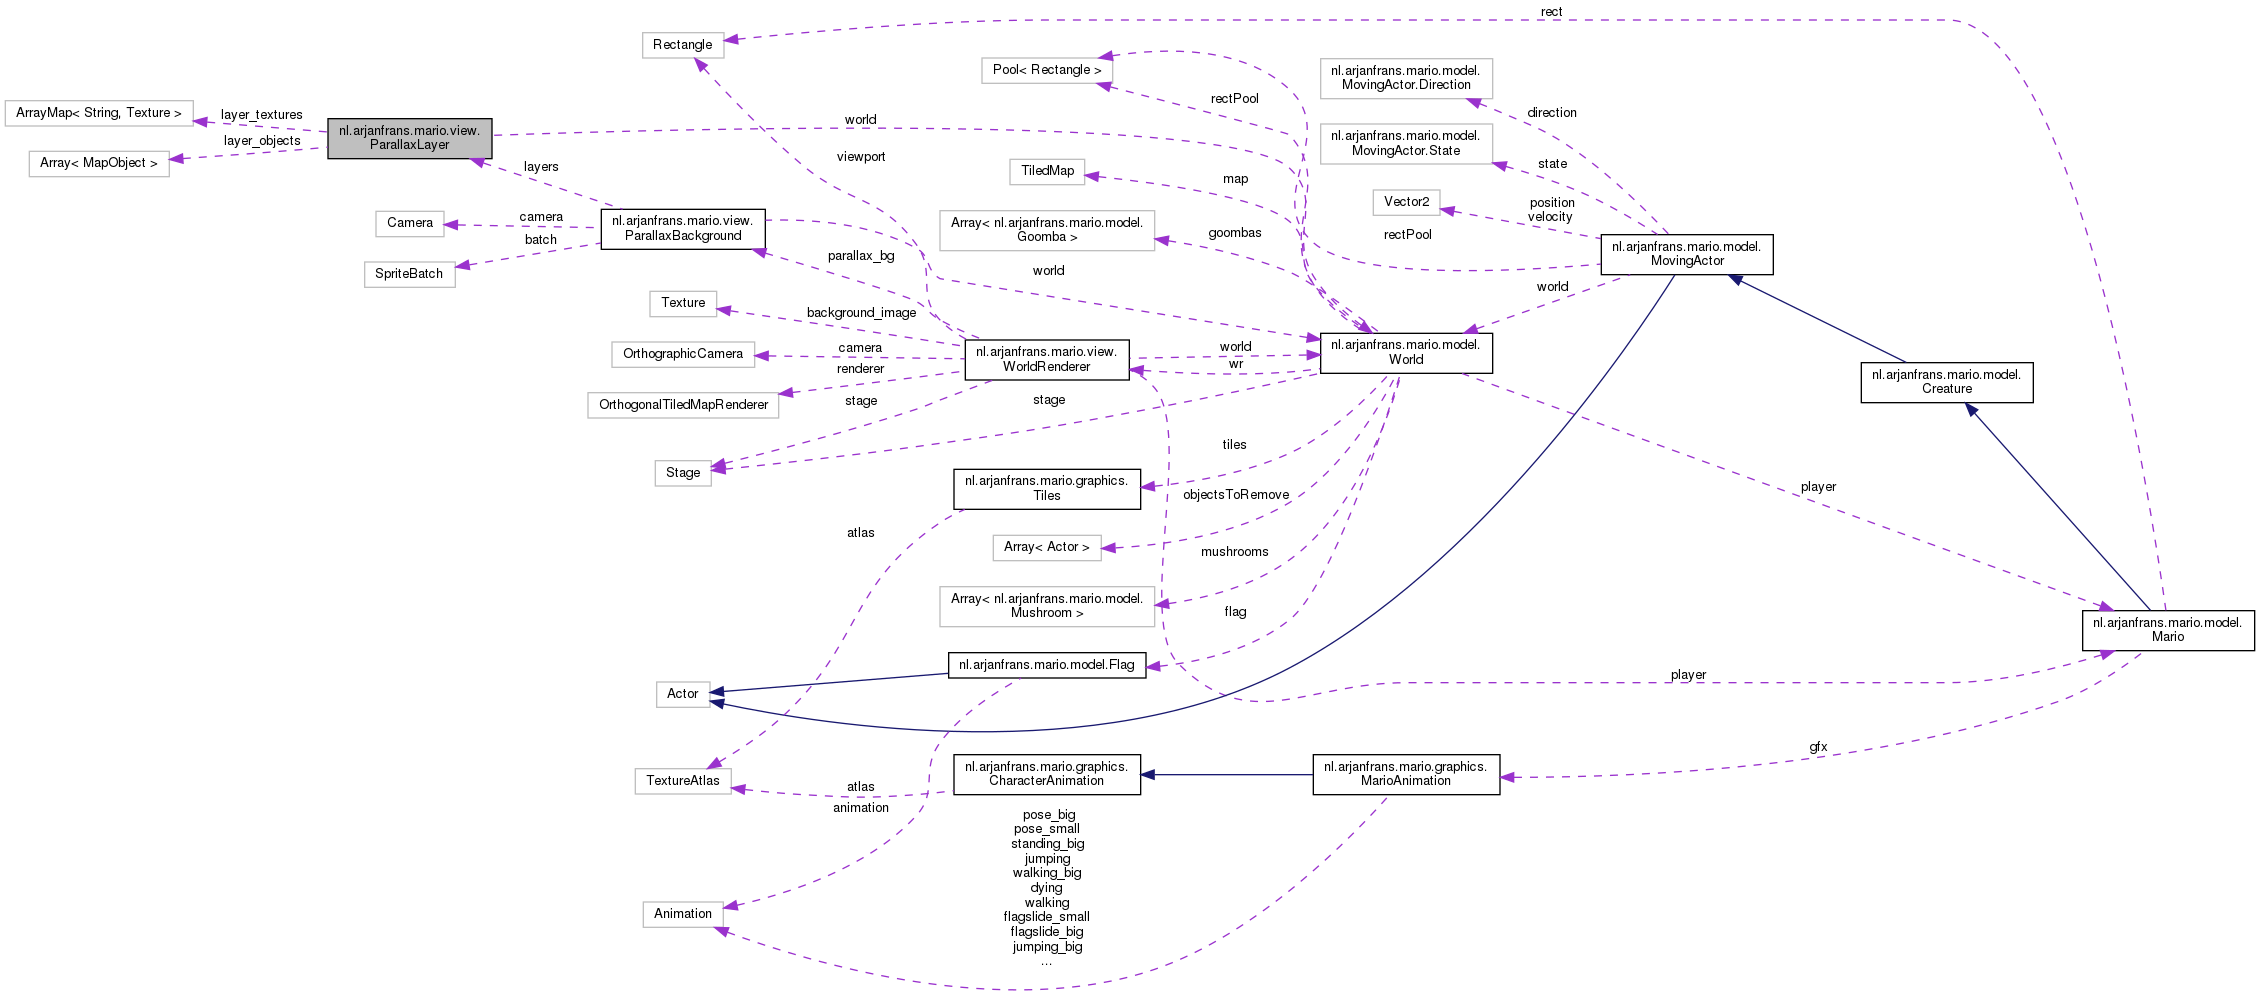 rect
Rectangle
Pool< Rectangle >
nl.arjanfrans.mario.model.
MovingActor.Direction
ArrayMap< String, Texture >
layer_textures
nl.arjanfrans.mario.view.
ParallaxLayer
world
rectPool
direction
layer_objects
Array< MapObject >
nl.arjanfrans.mario.model.
MovingActor.State
viewport
layers
TiledMap
map
state
Camera
camera
batch
nl.arjanfrans.mario.view.
ParallaxBackground
Array< nl.arjanfrans.mario.model.
Goomba >
goombas
Vector2
position
velocity
rectPool
nl.arjanfrans.mario.model.
MovingActor
SpriteBatch
parallax_bg
world
world
Texture
background_image
OrthographicCamera
camera
nl.arjanfrans.mario.view.
WorldRenderer
world
wr
nl.arjanfrans.mario.model.
World
renderer
OrthogonalTiledMapRenderer
stage
stage
nl.arjanfrans.mario.model.
Creature
Stage
tiles
nl.arjanfrans.mario.graphics.
Tiles
objectsToRemove
player
atlas
Array< Actor >
mushrooms
Array< nl.arjanfrans.mario.model.
Mushroom >
flag
nl.arjanfrans.mario.model.
Mario
nl.arjanfrans.mario.model.Flag
Actor
player
gfx
TextureAtlas
atlas
animation
nl.arjanfrans.mario.graphics.
CharacterAnimation
nl.arjanfrans.mario.graphics.
MarioAnimation
pose_big
pose_small
standing_big
jumping
walking_big
dying
walking
flagslide_small
flagslide_big
jumping_big
...
Animation